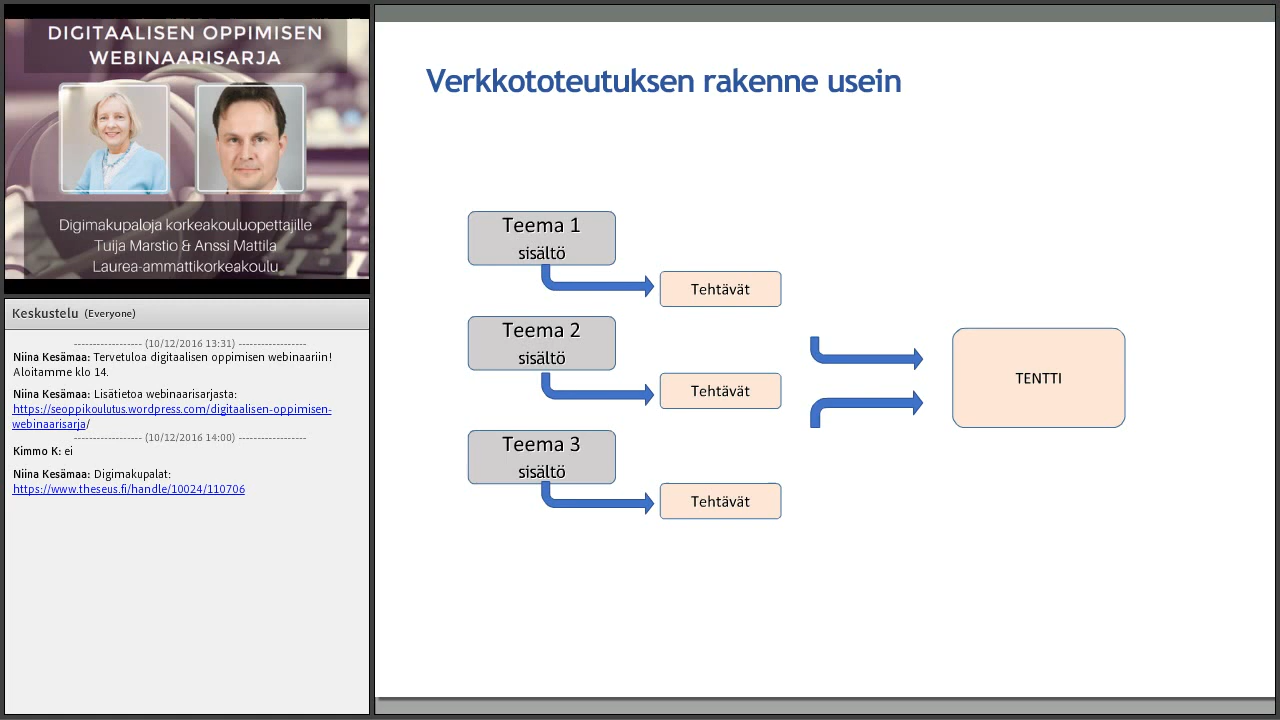 DIGITAALISEN OPPIMISEN
WEBINAARISARJA
Digimakupaloja korkeakouluopettajille
Tuija Marstio & Anssi Mattila
Laurea-ammattikorkeakoulu
Keskustelu (Everyone)
------------------ (10/12/2016 13:31) ------------------
Niina Kesämaa: Tervetuloa digitaalisen oppimisen webinaariin!
Aloitamme klo 14.
Niina Kesämaa: Lisätietoa webinaarisarjasta:
https://seoppikoulutus.wordpress.com/digitaalisen-oppimisen-
webinaarisarja/
------------------ (10/12/2016 14:00) ------------------
Kimmo K: ei
Niina Kesämaa: Digimakupalat:
https://www.theseus.fi/handle/10024/110706
Verkkototeutuksen rakenne usein
Teema 1
sisältö
Tehtävät
Teema 2
sisältö
Tehtävät
Teema 3
sisältö
Tehtävät
TENTTI